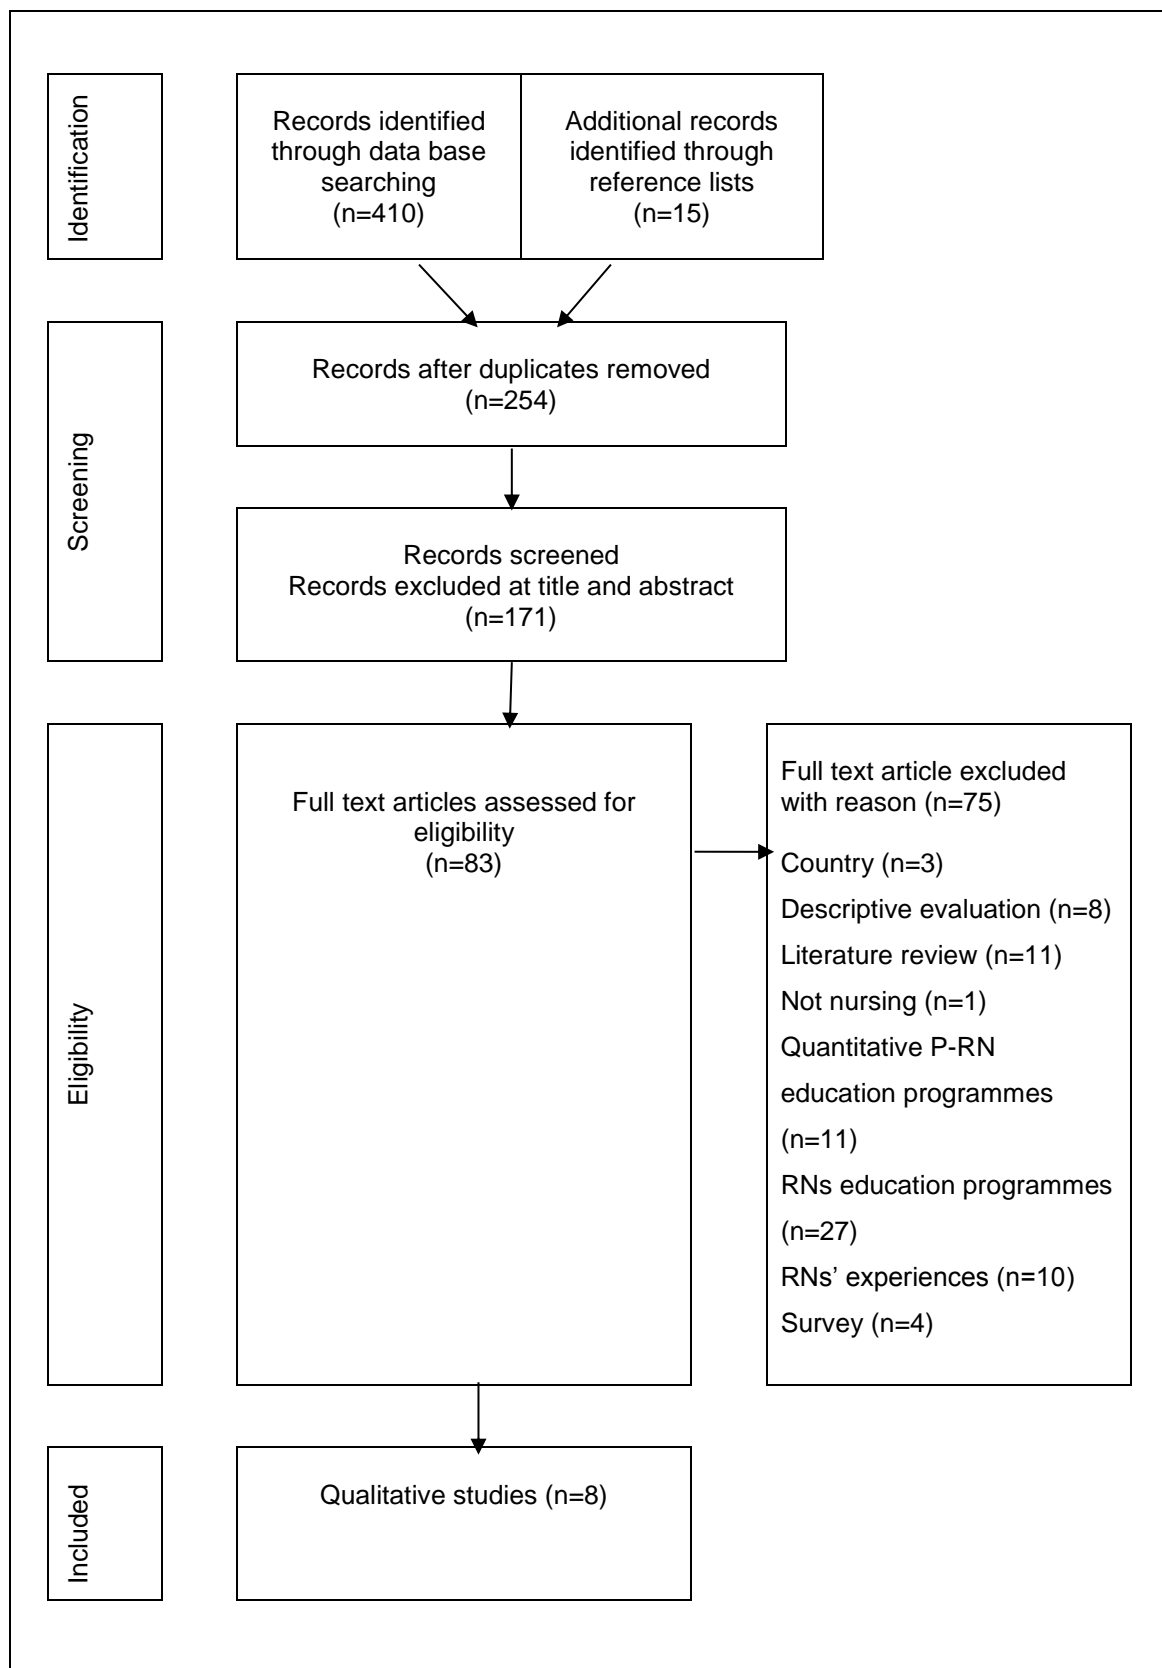 Identification
Records identified
through data base
searching
(n=410)
Additional records
identified through
reference lists
(n=15)
Screening
Records after duplicates removed
(n=254)
Records screened
Records excluded at title and abstract
(n=171)
Eligibility
Full text articles assessed for
eligibility
(n=83)
Full text article excluded
with reason (n=75)
Country (n=3)
Descriptive evaluation (n=8)
Literature review (n=11)
Not nursing (n=1)
Quantitative P-RN
education programmes
(n=11)
RNs education programmes
(n=27)
RNs’ experiences (n=10)
Survey (n=4)
Included
Qualitative studies (n=8)